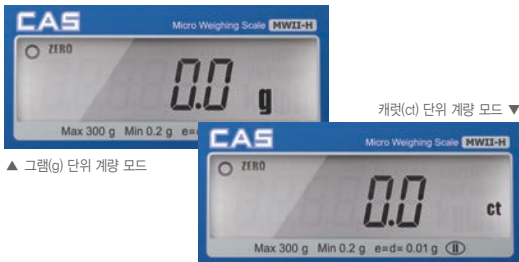 CAS
Micro Weighing Scale MWII-H
ZERO
0.0 g
Max 300 g Min 0.2 g e=
▲ 그램(g) 단위 계량 모드
캐럿(ct) 단위 계량 모드 ▼
CAS
Micro Weighing Scale MWII-H
ZERO
0.0 ct
Max 300 g Min 0.2 g e=d= 0.01 g Ⅱ